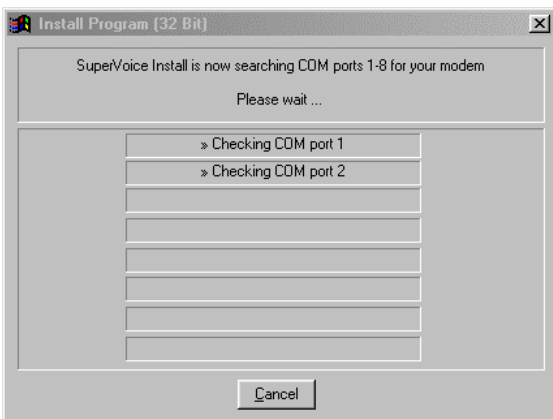 Install Program (32 Bit)
SuperVoice Install is now searching COM ports 1-8 for your modem
Please wait ...
» Checking COM port 1
» Checking COM port 2
Cancel